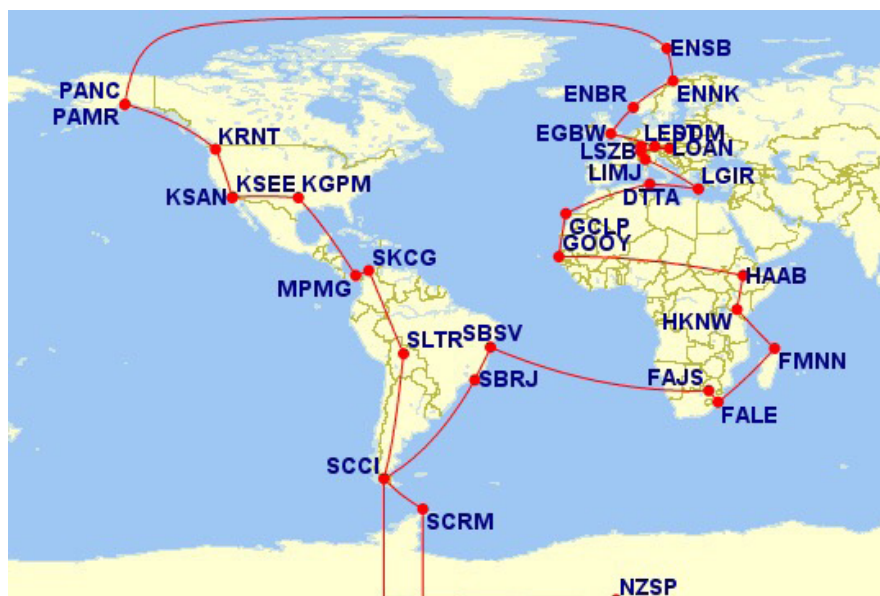 ENSB
PANC
ENBR
ENNK
PAMR
KRNT
EGBW
LSZB
LOAN
LIMJ
LGIR
KSAN
KSEE
KGPM
DTTA
GCLP
GOOY
SKCG
HAAB
MPMG
HKNW
SLTR
SBSV
FMNN
SBRJ
FAJS
FALE
SCCI
SCRM
NZSP